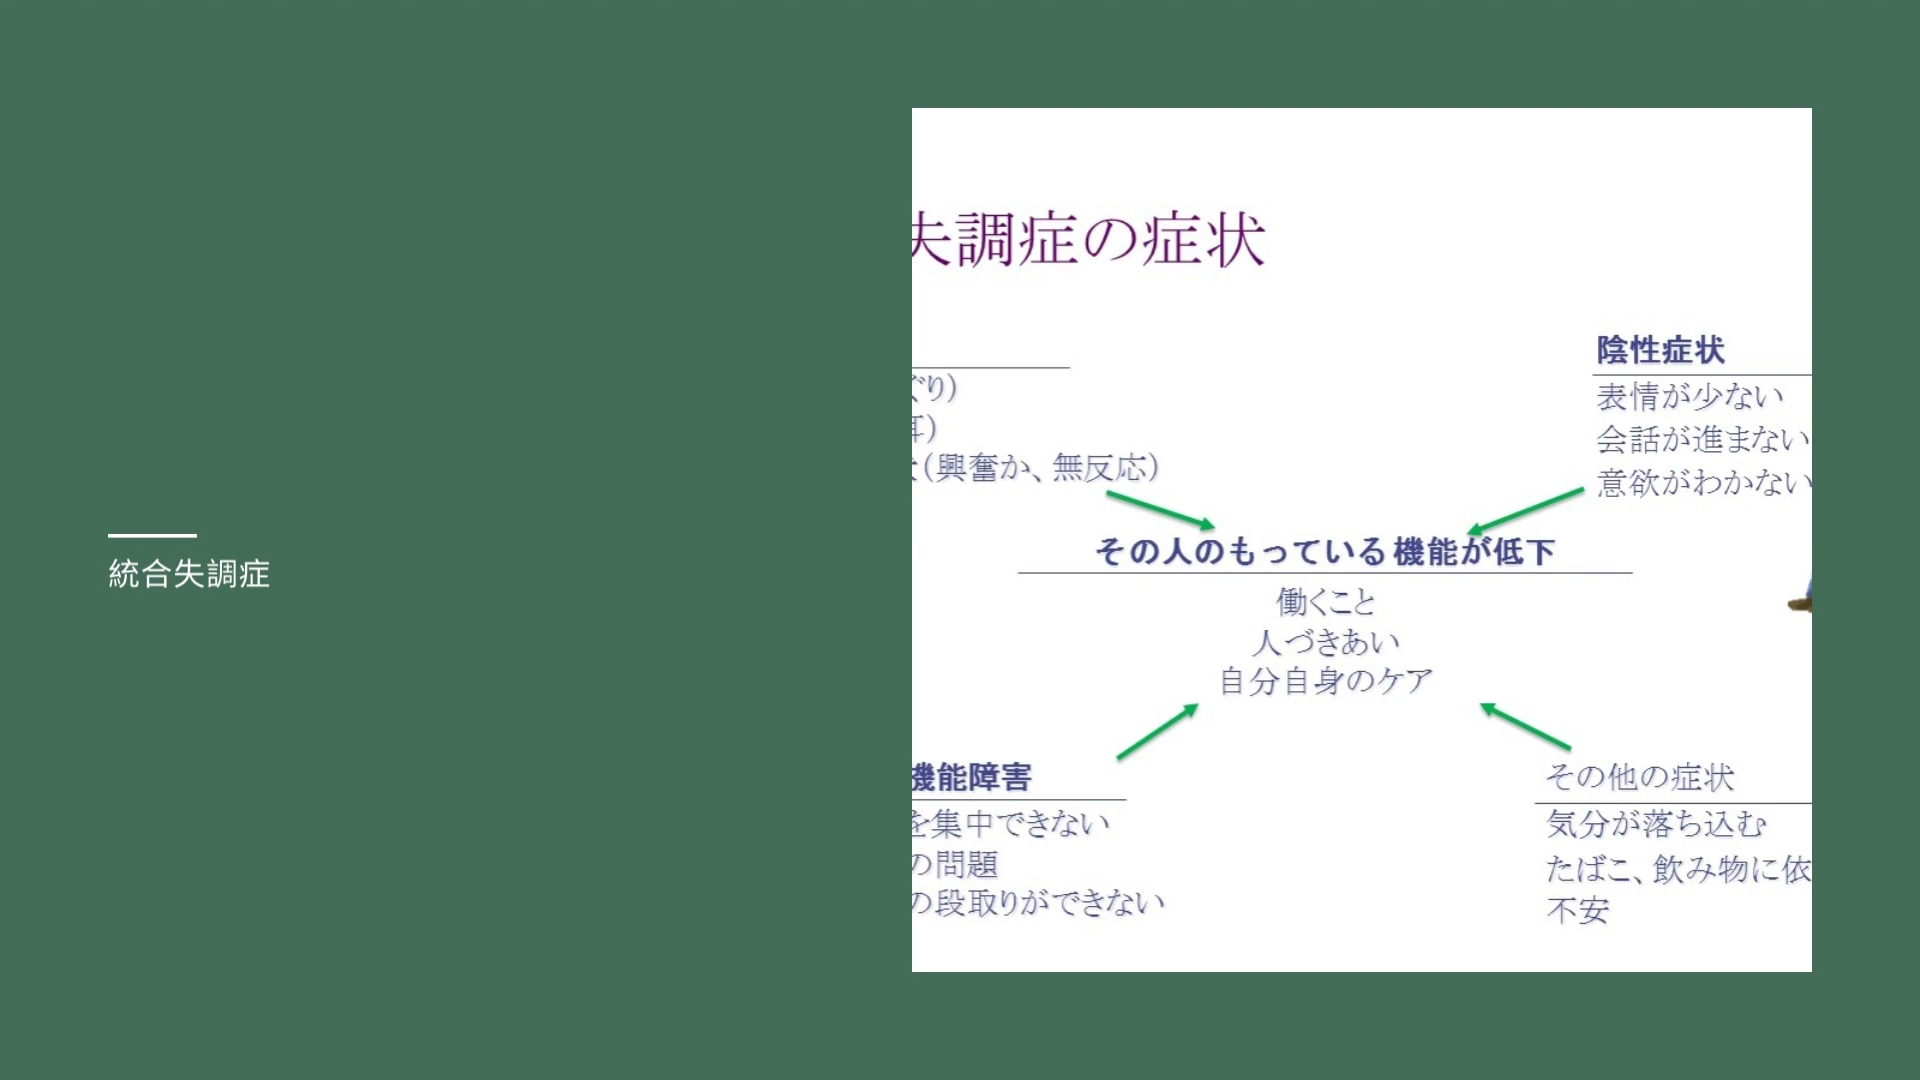 統合失調症
失調症の症状
ぐり）
耳）
（興奮か、無反応）
陰性症状
表情が少ない
会話が進まない
意欲がわかない
その人のもっている機能が低下
働くこと
人づきあい
自分自身のケア
機能障害
を集中できない
の問題
の段取りができない
その他の症状
気分が落ち込む
たばこ、飲み物に依
不安